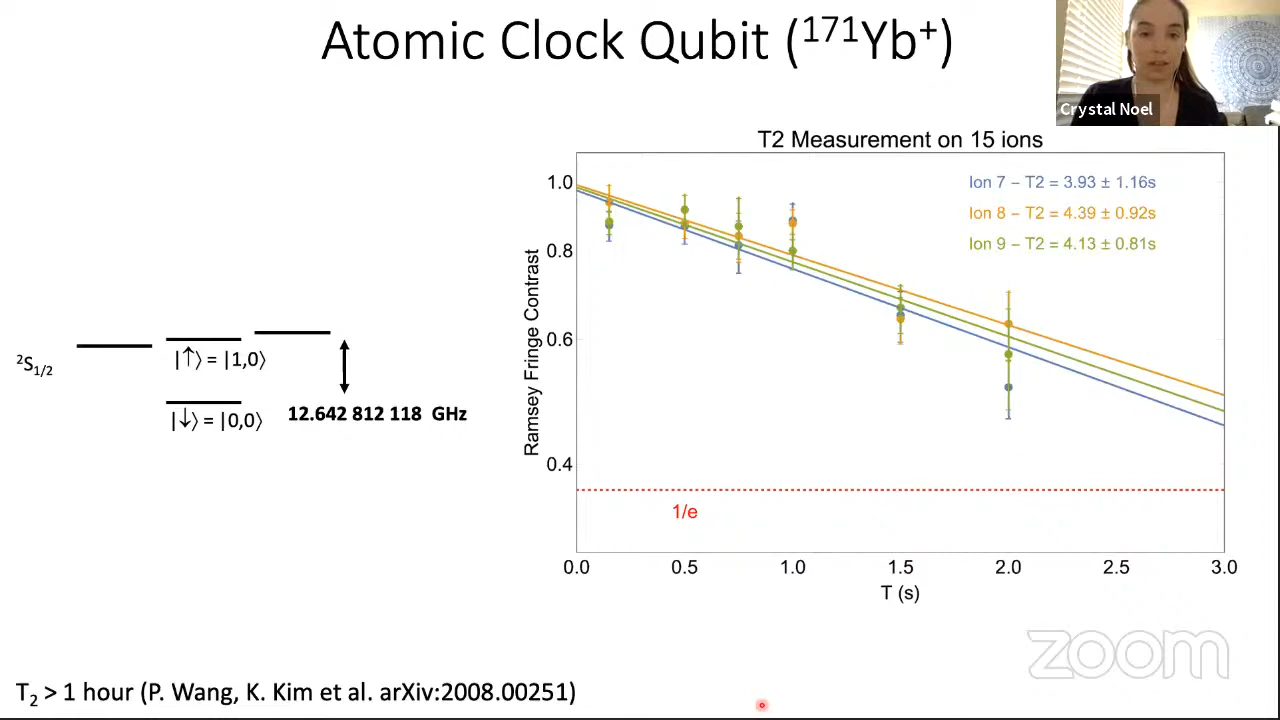 Atomic Clock Qubit (¹⁷¹Yb⁺)
Crystal Noel
T2 Measurement on 15 ions
Ion 7 – T2 = 3.93 ± 1.16s
Ion 8 – T2 = 4.39 ± 0.92s
Ion 9 – T2 = 4.13 ± 0.81s
Ramsey Fringe Contrast
1.0
0.8
0.6
0.4
1/e
0.0 0.5 1.0 1.5 2.0 2.5 3.0
T (s)
²S₁/₂
|↑⟩ = |1,0⟩
|↓⟩ = |0,0⟩
12.642 812 118 GHz
zoom
T₂ > 1 hour (P. Wang, K. Kim et al. arXiv:2008.00251)